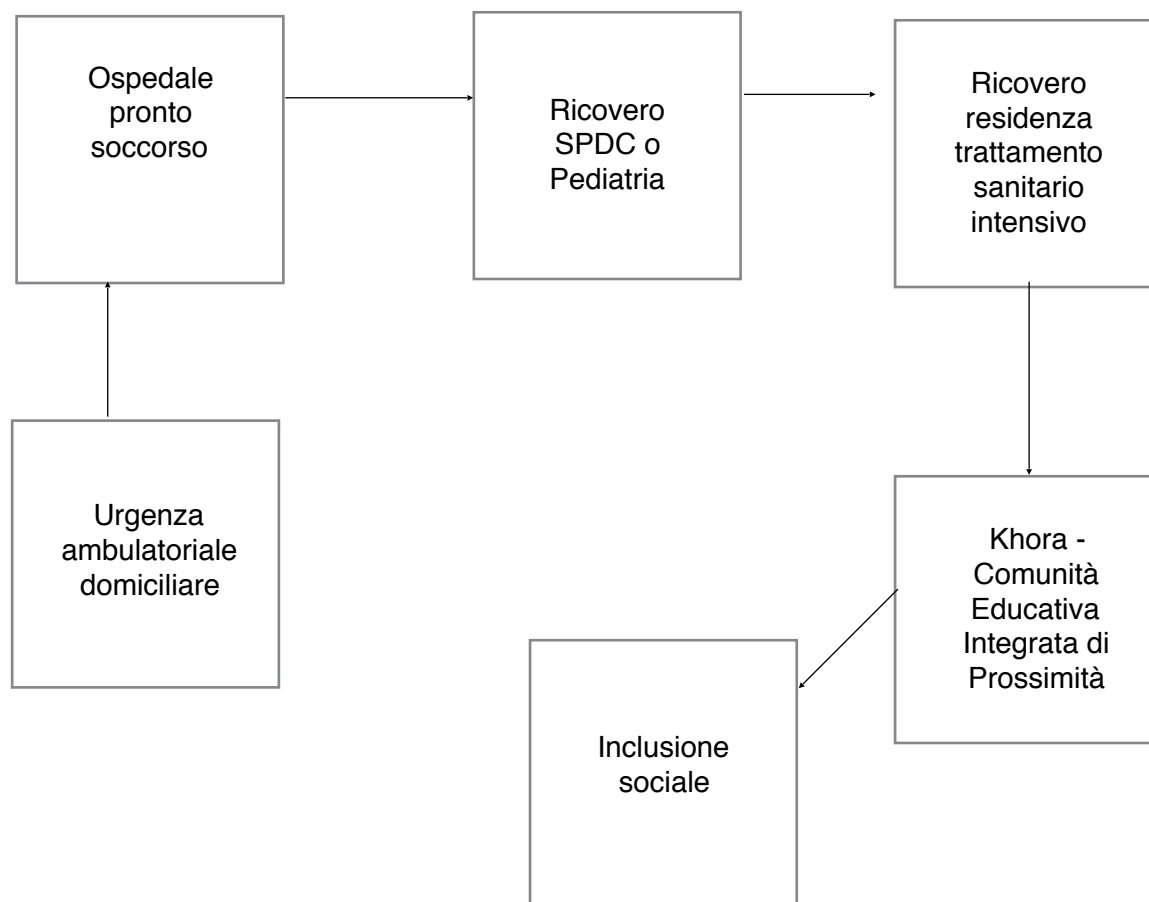 Ospedale
pronto
soccorso
Ricovero
SPDC o
Pediatria
Ricovero
residenza
trattamento
sanitario
intensivo
Urgenza
ambulatoriale
domiciliare
Khora -
Comunità
Educativa
Integrata di
Prossimità
Inclusione
sociale